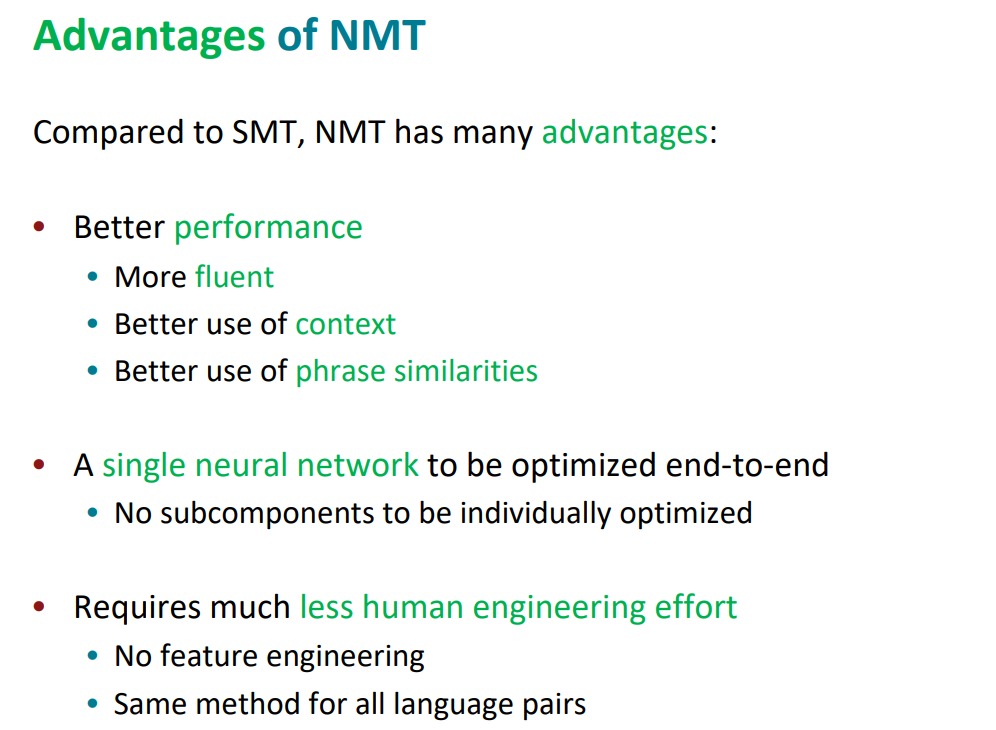 Advantages of NMT
Compared to SMT, NMT has many advantages:
• Better performance
• More fluent
• Better use of context
• Better use of phrase similarities
• A single neural network to be optimized end-to-end
• No subcomponents to be individually optimized
• Requires much less human engineering effort
• No feature engineering
• Same method for all language pairs